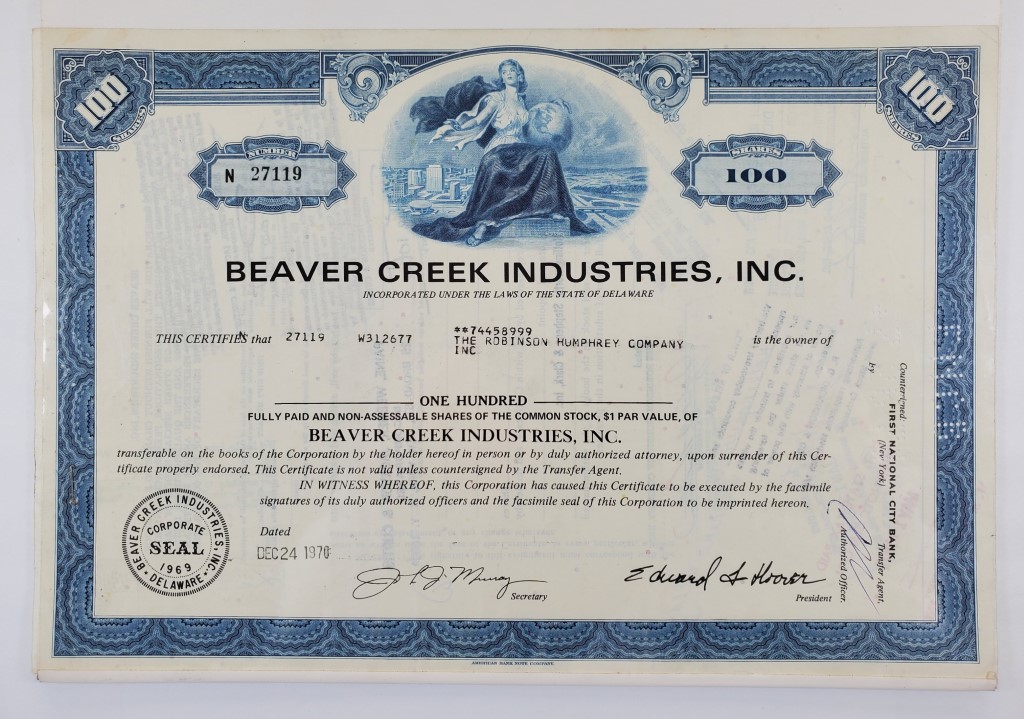 100
SHARES
100
SHARES
NUMBER
N 27119
SHARES
100
BEAVER CREEK INDUSTRIES, INC.
INCORPORATED UNDER THE LAWS OF THE STATE OF DELAWARE
THIS CERTIFIES that
N 27119 W312677 **74458999
THE ROBINSON HUMPHREY COMPANY
INC
is the owner of
ONE HUNDRED
FULLY PAID AND NON-ASSESSABLE SHARES OF THE COMMON STOCK, $1 PAR VALUE, OF
BEAVER CREEK INDUSTRIES, INC.
transferable on the books of the Corporation by the holder hereof in person or by duly authorized attorney, upon surrender of this Cer-
tificate properly endorsed. This Certificate is not valid unless countersigned by the Transfer Agent.
IN WITNESS WHEREOF, this Corporation has caused this Certificate to be executed by the facsimile
signatures of its duly authorized officers and the facsimile seal of this Corporation to be imprinted hereon.
BEAVER CREEK INDUSTRIES, INC.
CORPORATE
SEAL
1969
DELAWARE
Dated
DEC 24 1970
Secretary
Edward S Hoover
President
Countersigned:
FIRST NATIONAL CITY BANK,
(New York)
Transfer Agent,
by
Authorized Officer.
AMERICAN BANK NOTE COMPANY.